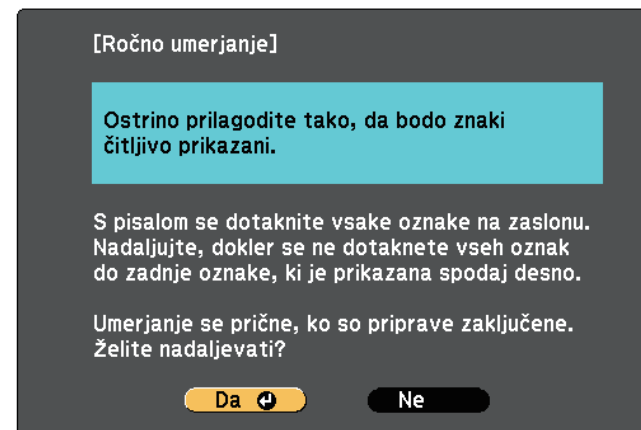 [Ročno umerjanje]
Ostrino prilagodite tako, da bodo znaki
čitljivo prikazani.
S pisalom se dotaknite vsake oznake na zaslonu.
Nadaljujte, dokler se ne dotaknete vseh oznak
do zadnje oznake, ki je prikazana spodaj desno.
Umerjanje se prične, ko so priprave zaključene.
Želite nadaljevati?
Da Ne